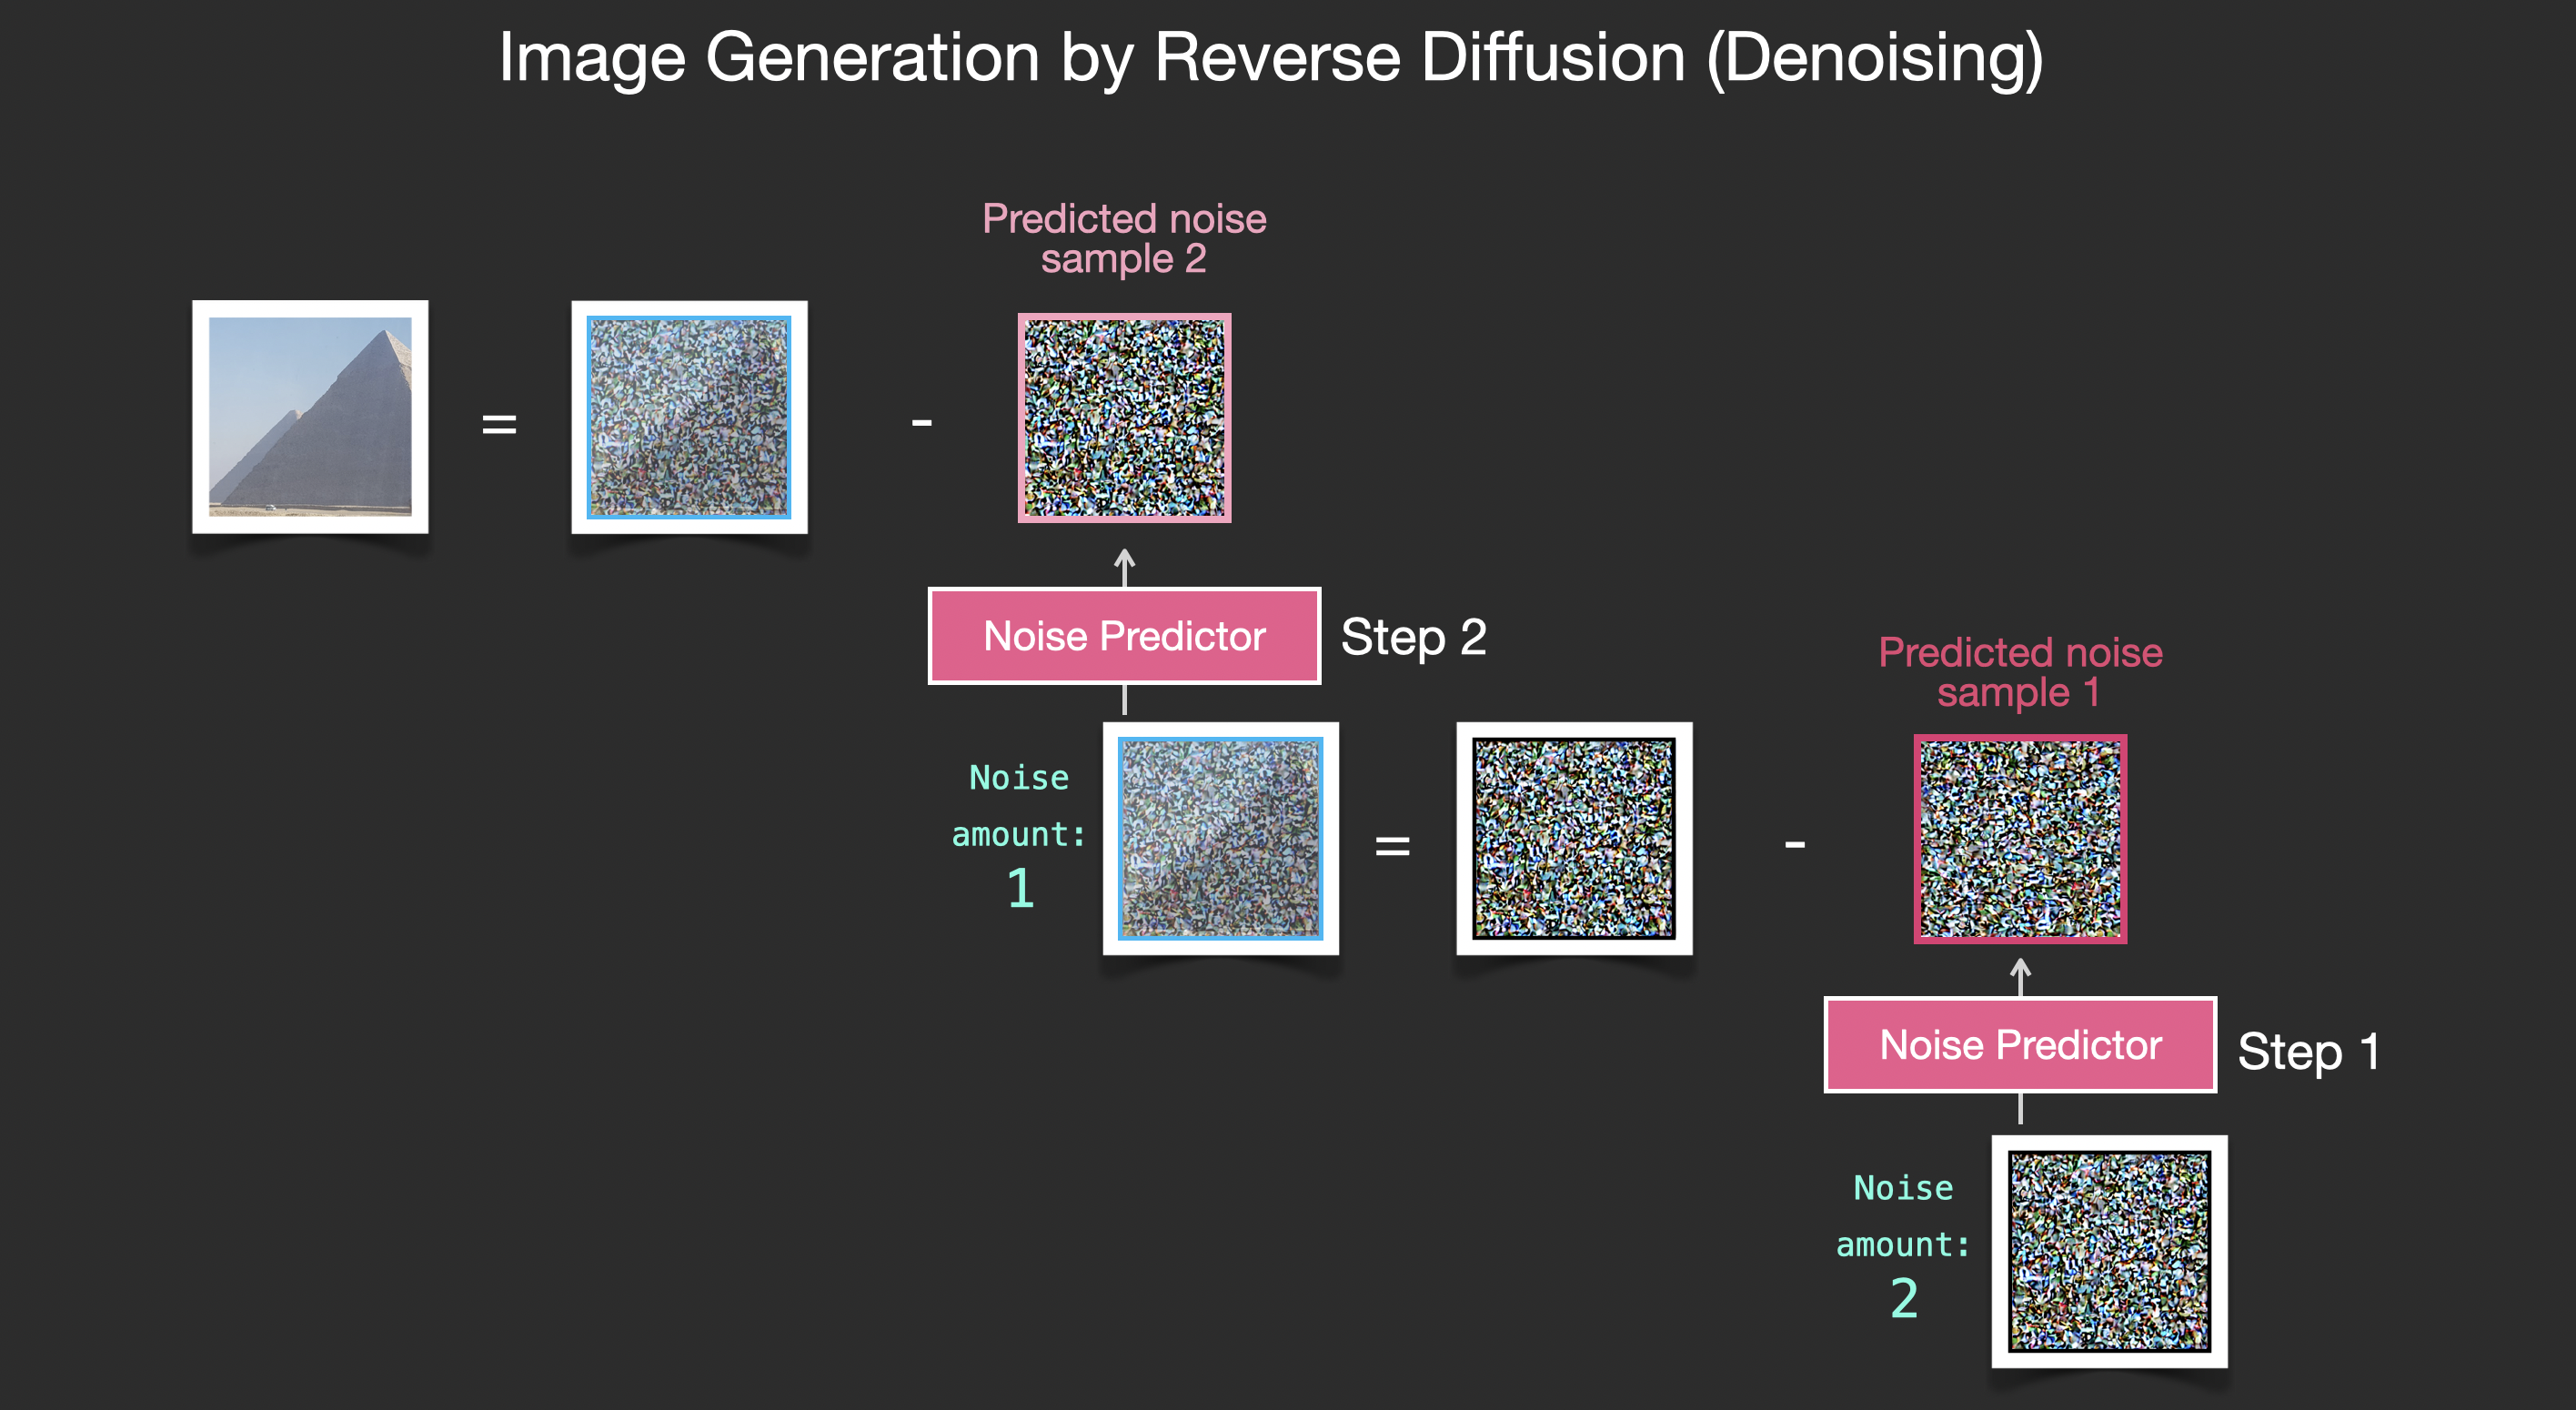 Image Generation by Reverse Diffusion (Denoising)
Predicted noise
sample 2
=
-
Noise Predictor
Step 2
Predicted noise
sample 1
Noise
amount:
1
=
-
Noise Predictor
Step 1
Noise
amount:
2